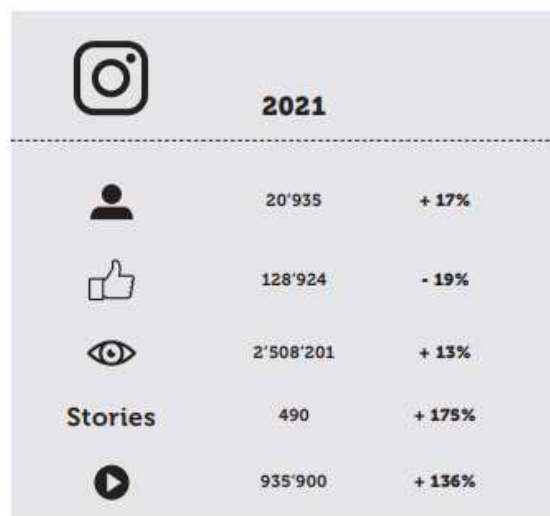 2021
20'935 + 17%
128'924 - 19%
2'508'201 + 13%
Stories 490 + 175%
935'900 + 136%